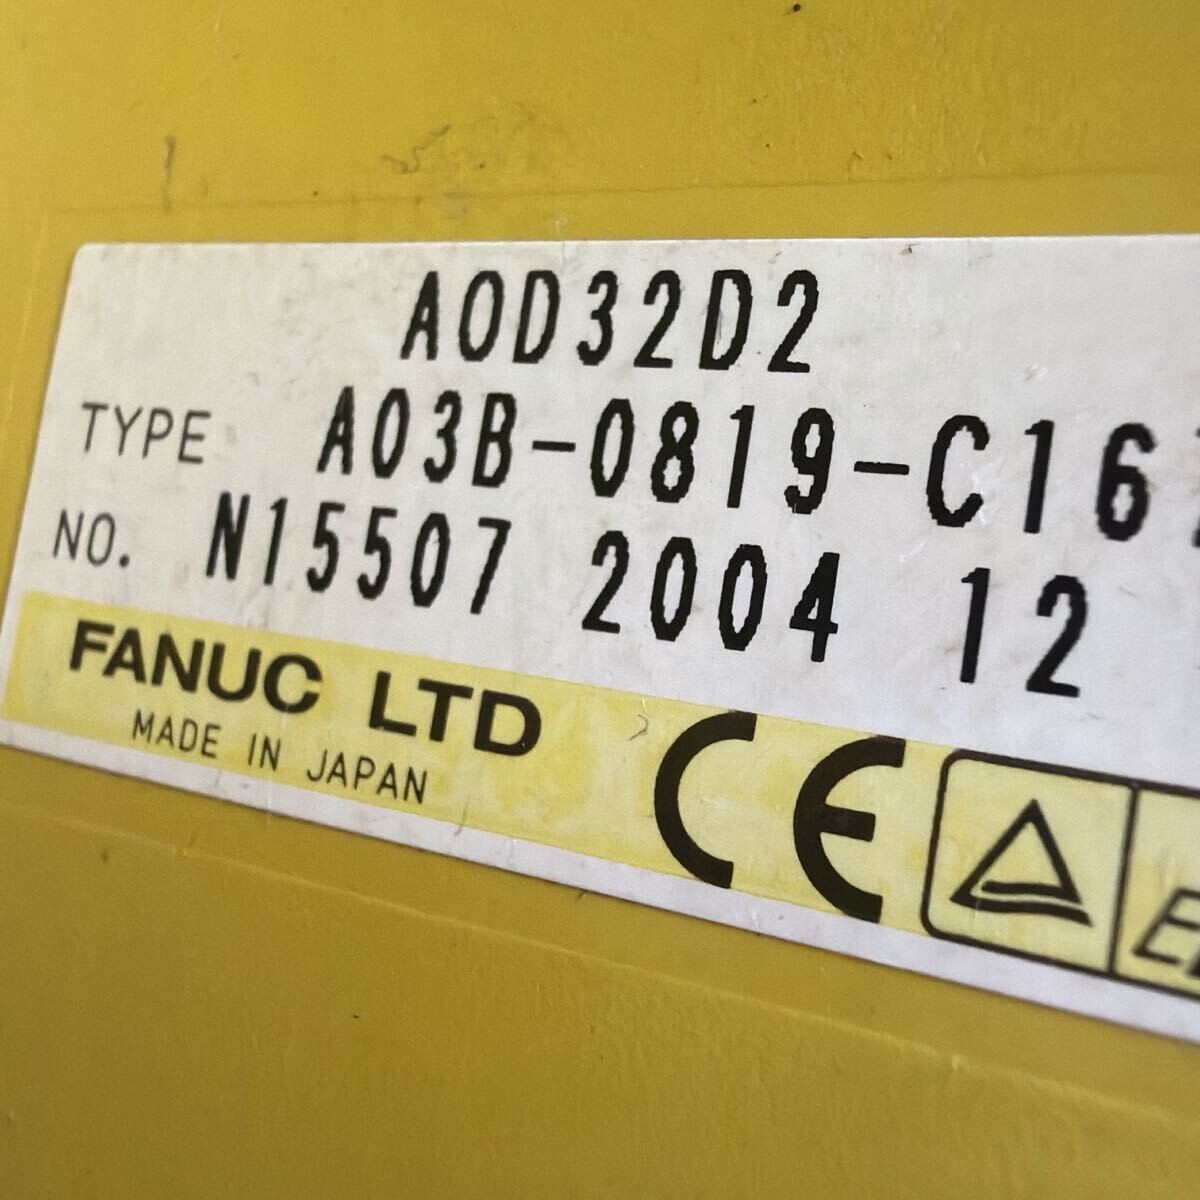 AOD32D2
TYPE A03B-0819-C16
NO. N15507 2004 12
FANUC LTD
MADE IN JAPAN
CE